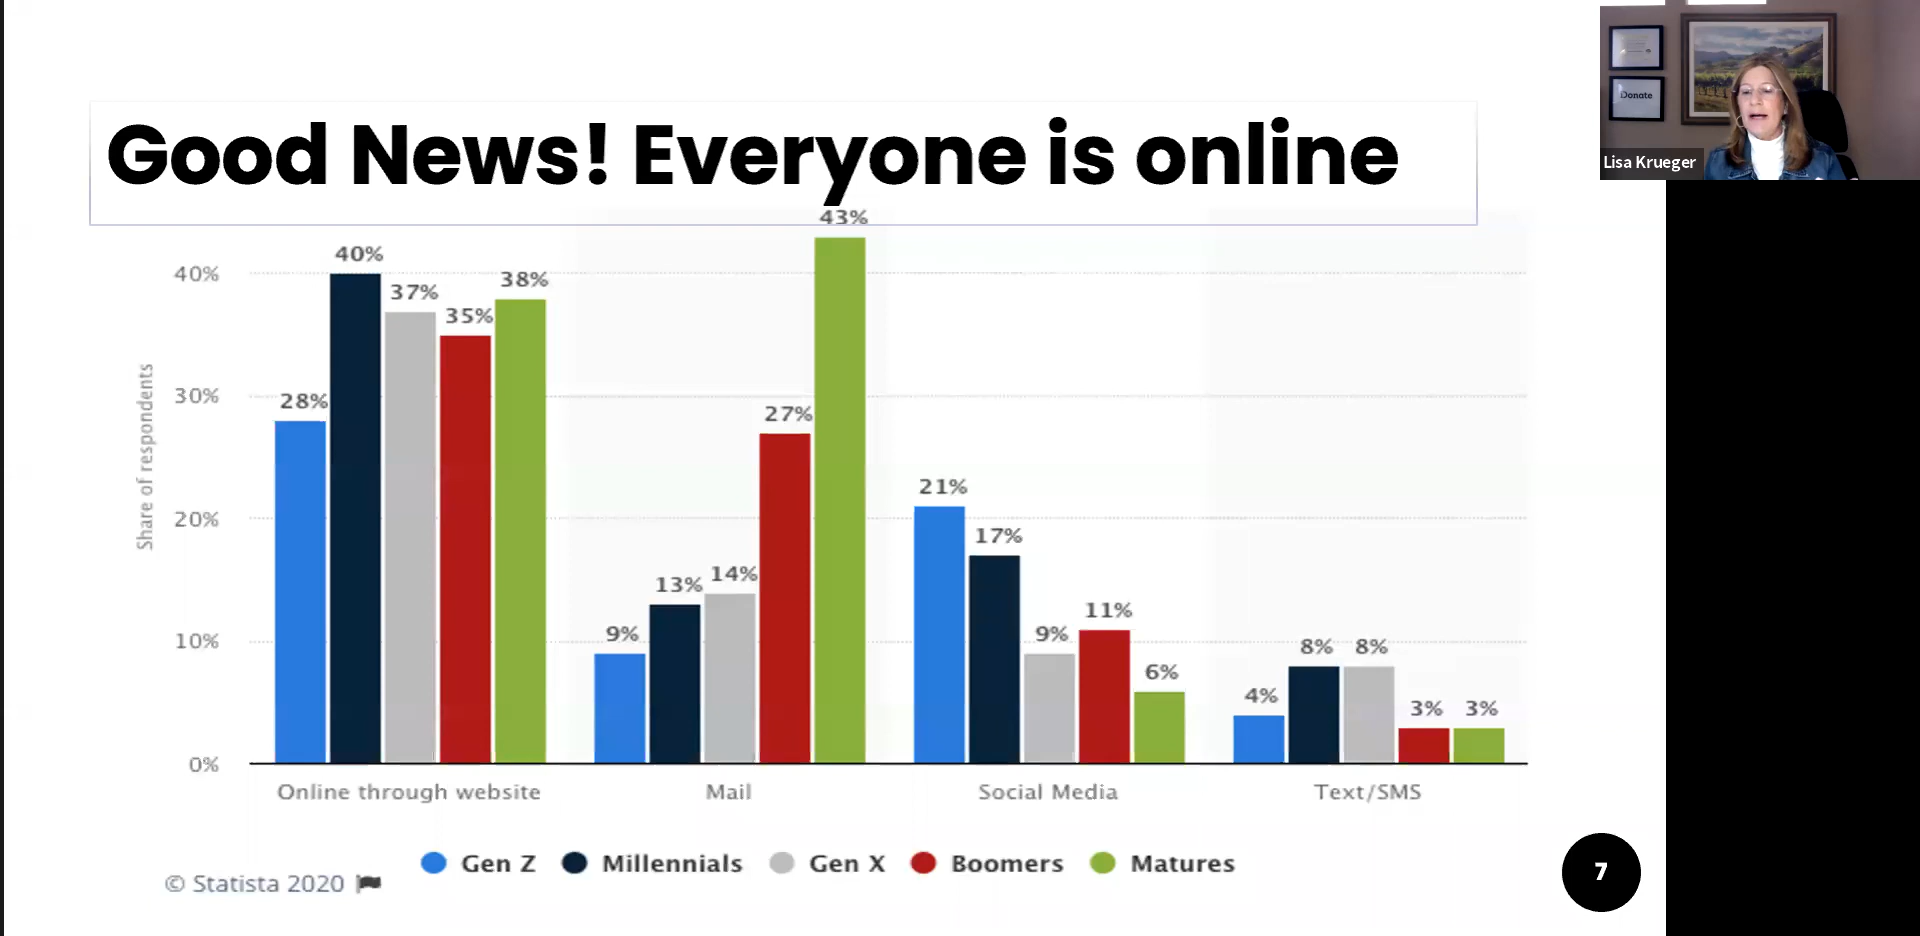 Good News! Everyone is online
Donate
Lisa Krueger
43%
40%
38%
37%
35%
28%
27%
9%
13%
14%
21%
17%
9%
11%
6%
4%
8%
8%
3%
3%
Share of respondents
40%
30%
20%
10%
0%
Online through website
Mail
Social Media
Text/SMS
Gen Z
Millennials
Gen X
Boomers
Matures
© Statista 2020
7